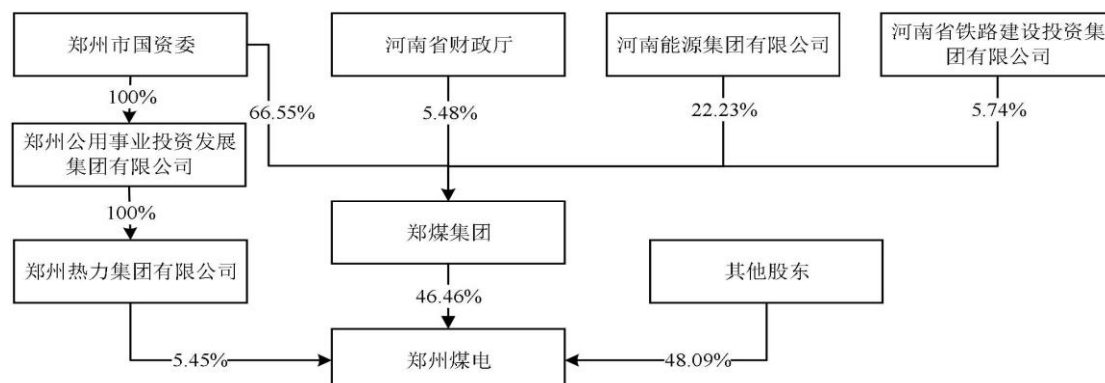 郑州市国资委
河南省财政厅
河南能源集团有限公司
河南省铁路建设投资集
团有限公司
100%
66.55%
5.48%
22.23%
5.74%
郑州公用事业投资发展
集团有限公司
100%
郑煤集团
郑州热力集团有限公司
其他股东
46.46%
5.45%
郑州煤电
48.09%